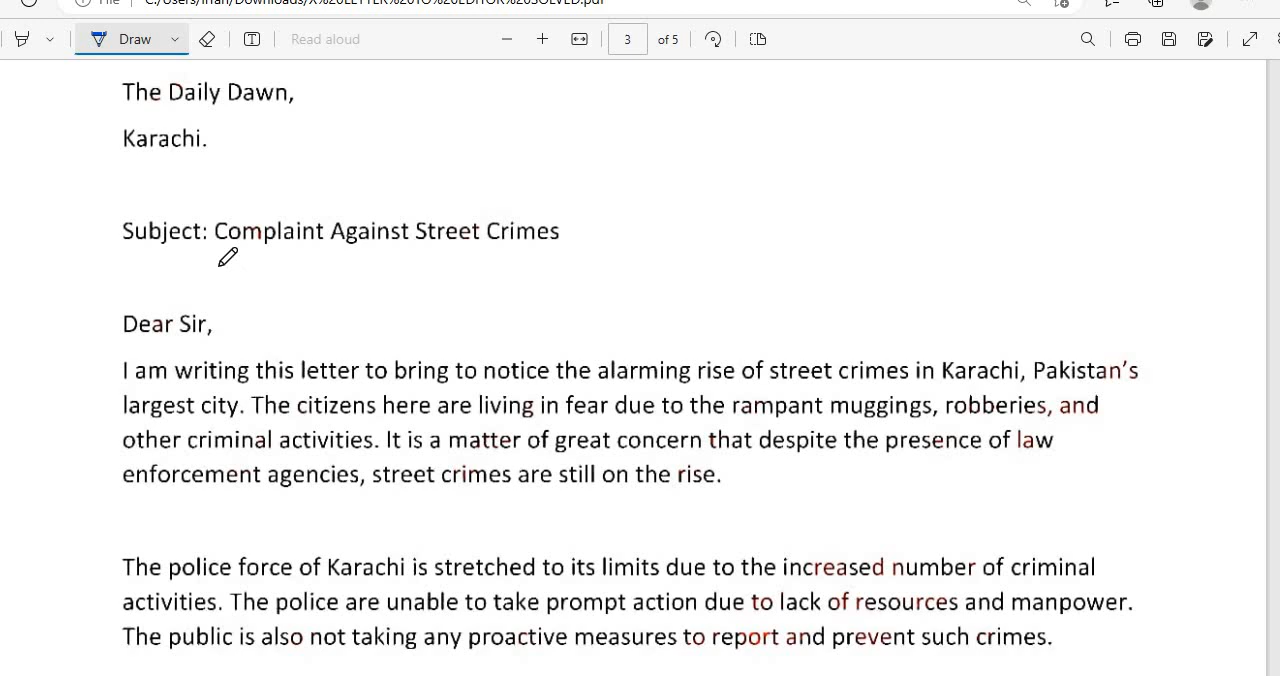 Draw
Read aloud
3
of 5
The Daily Dawn,
Karachi.
Subject: Complaint Against Street Crimes
Dear Sir,
I am writing this letter to bring to notice the alarming rise of street crimes in Karachi, Pakistan’s
largest city. The citizens here are living in fear due to the rampant muggings, robberies, and
other criminal activities. It is a matter of great concern that despite the presence of law
enforcement agencies, street crimes are still on the rise.
The police force of Karachi is stretched to its limits due to the increased number of criminal
activities. The police are unable to take prompt action due to lack of resources and manpower.
The public is also not taking any proactive measures to report and prevent such crimes.